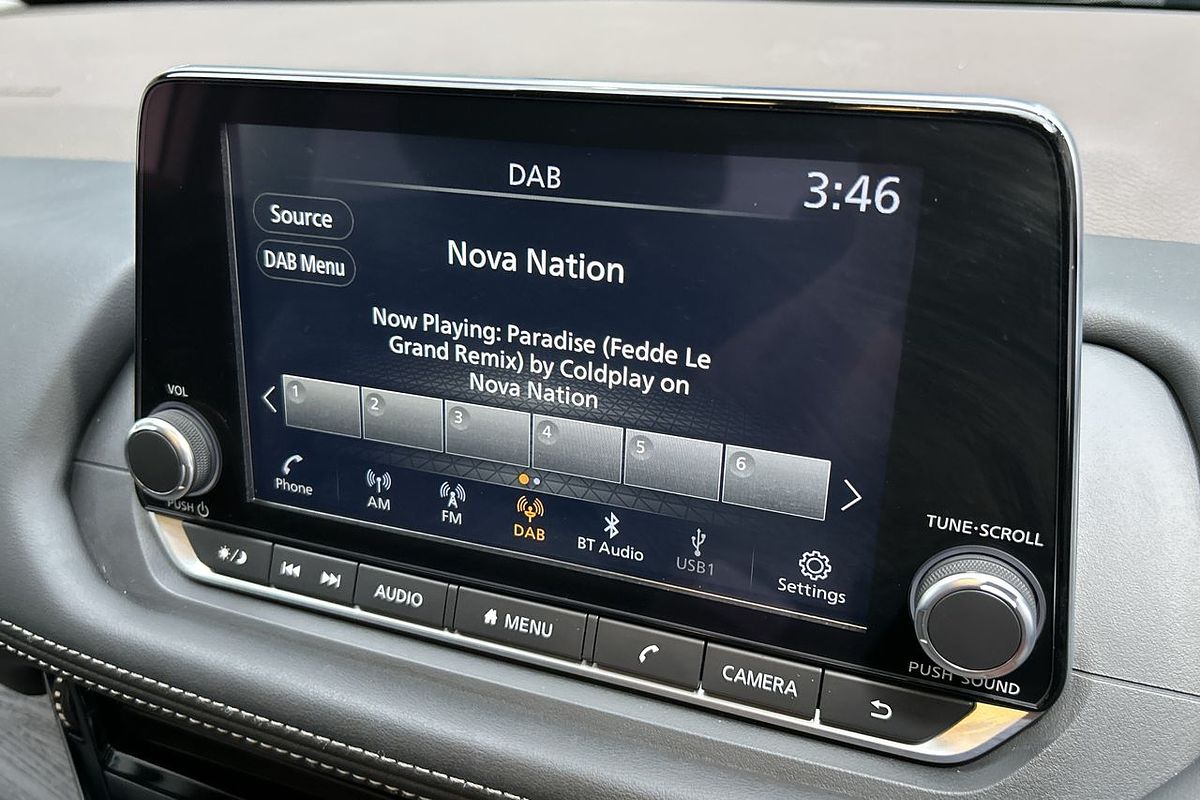 DAB
3:46
Source
DAB Menu
Nova Nation
Now Playing: Paradise (Fedde Le
Grand Remix) by Coldplay on
Nova Nation
1 2 3 4 5 6
Phone
AM
FM
DAB
BT Audio
USB1
Settings
VOL
PUSH
TUNE·SCROLL
PUSH SOUND
AUDIO
MENU
CAMERA